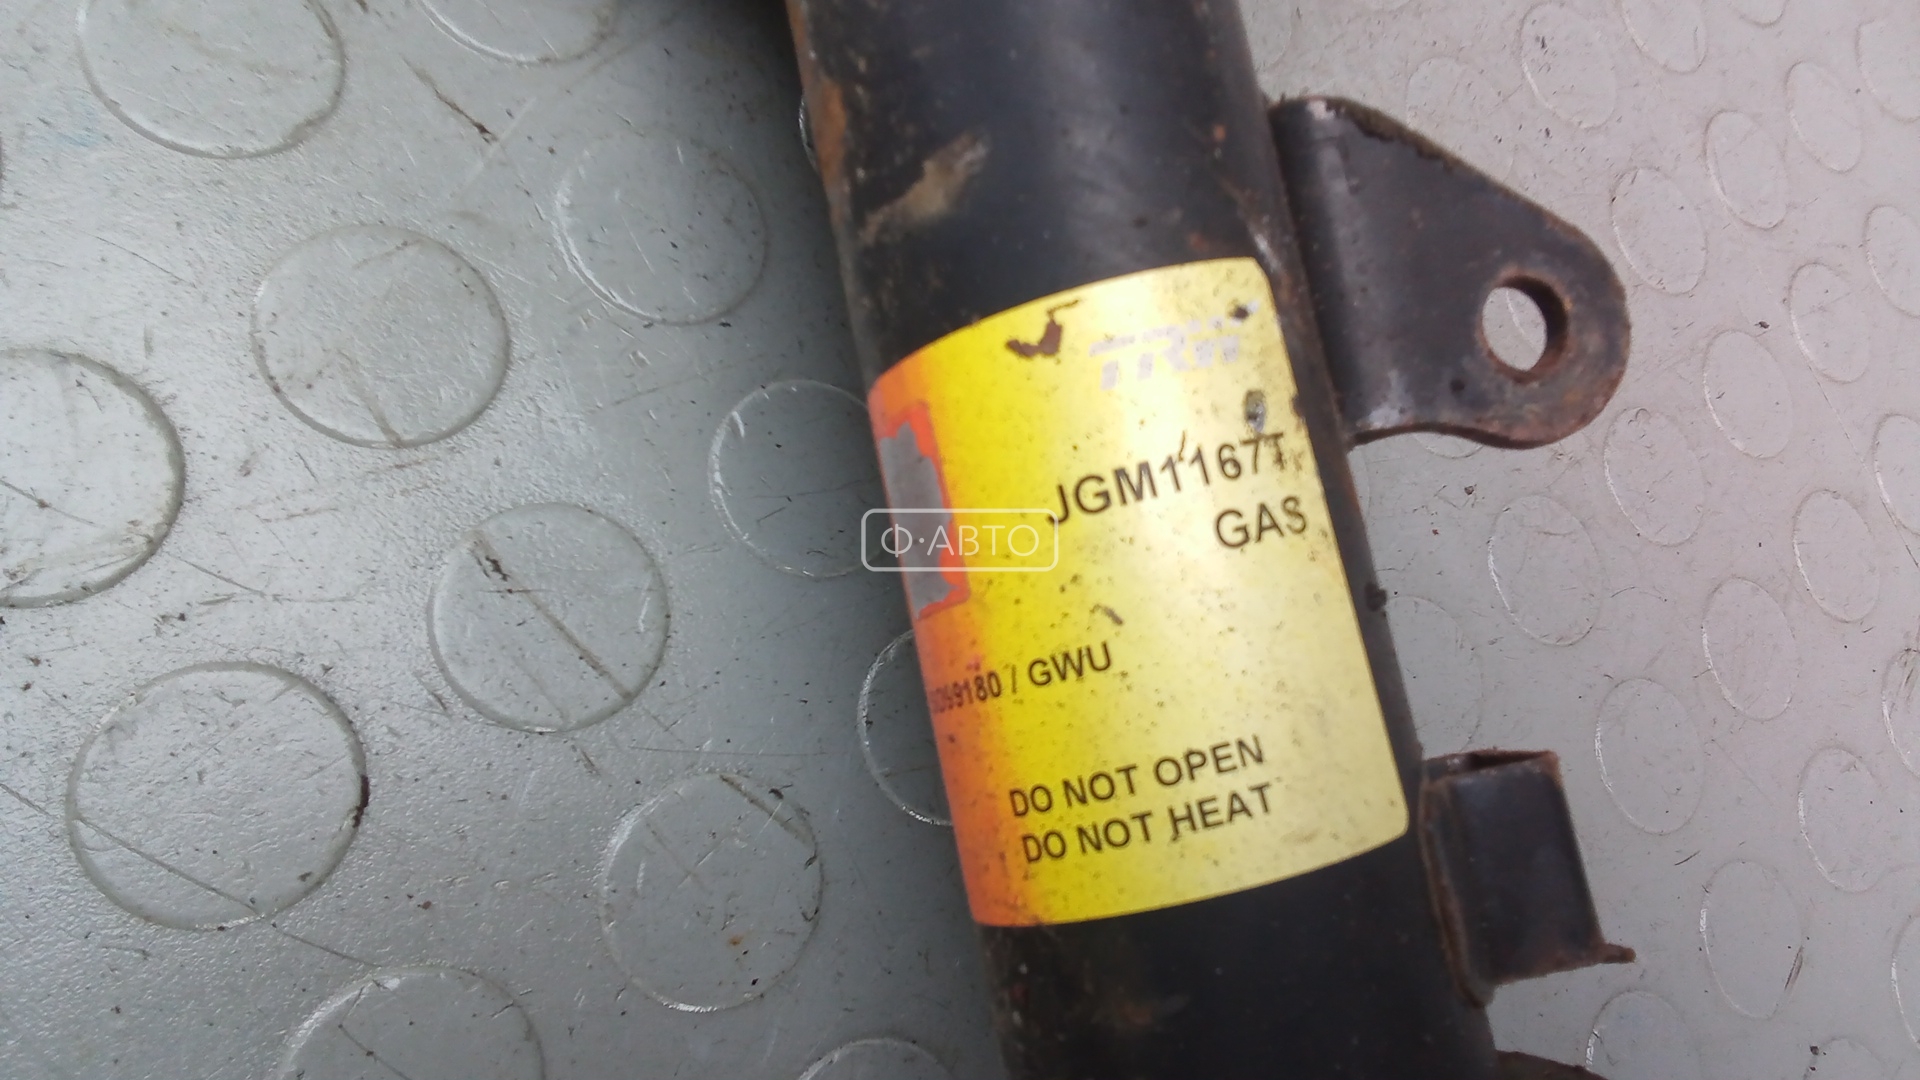 TRW
JGM1167T
GAS
Ф·АВТО
/ GWU
DO NOT OPEN
DO NOT HEAT